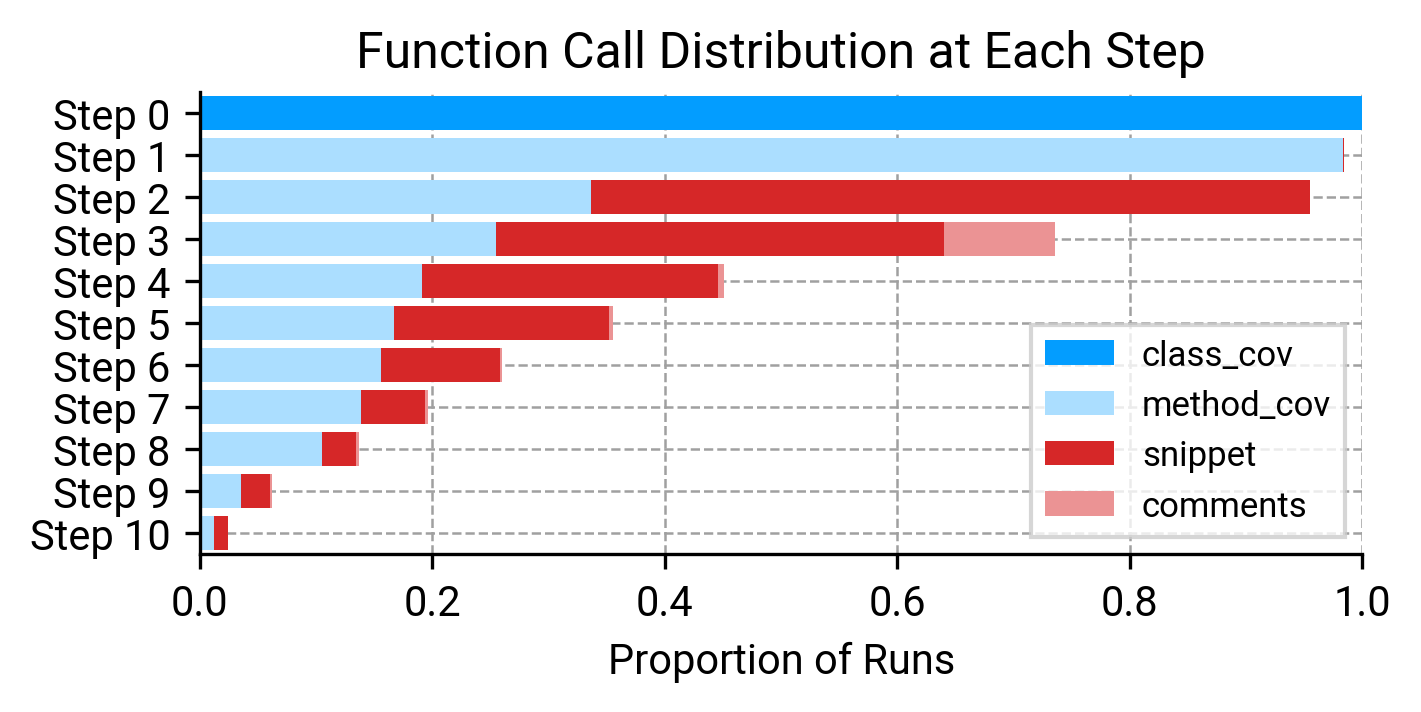 Function Call Distribution at Each Step
Step 0
Step 1
Step 2
Step 3
Step 4
Step 5
Step 6
Step 7
Step 8
Step 9
Step 10
class_cov
method_cov
snippet
comments
0.0 0.2 0.4 0.6 0.8 1.0
Proportion of Runs